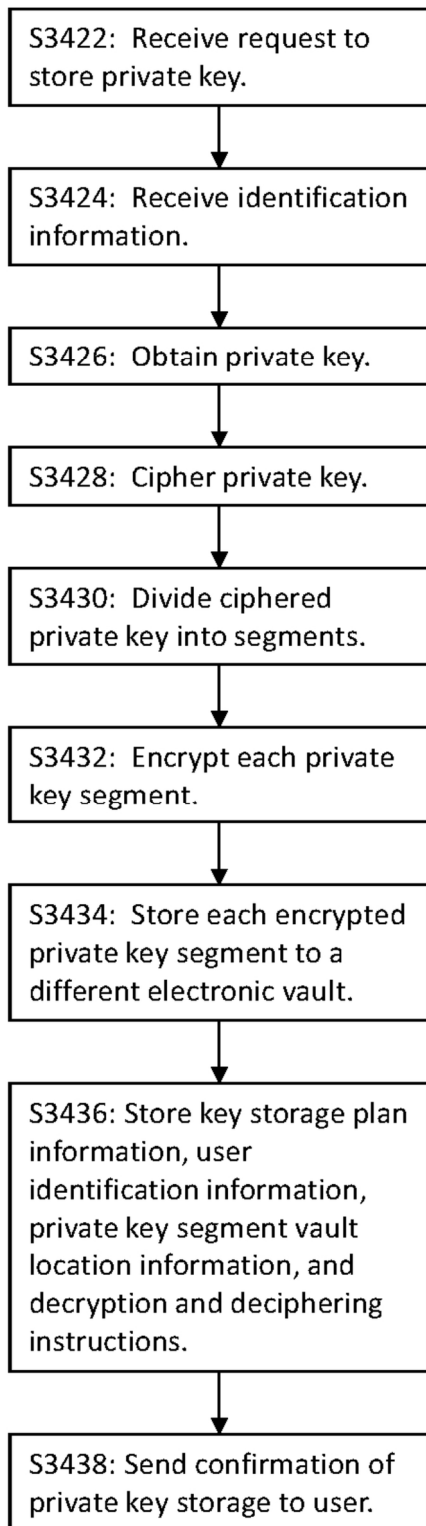 S3422:  Receive request to
store private key.
S3424:  Receive identification
information.
S3426:  Obtain private key.
S3428:  Cipher private key.
S3430:  Divide ciphered
private key into segments.
S3432:  Encrypt each private
key segment.
S3434:  Store each encrypted
private key segment to a
different electronic vault.
S3436: Store key storage plan
information, user
identification information,
private key segment vault
location information, and
decryption and deciphering
instructions.
S3438: Send confirmation of
private key storage to user.